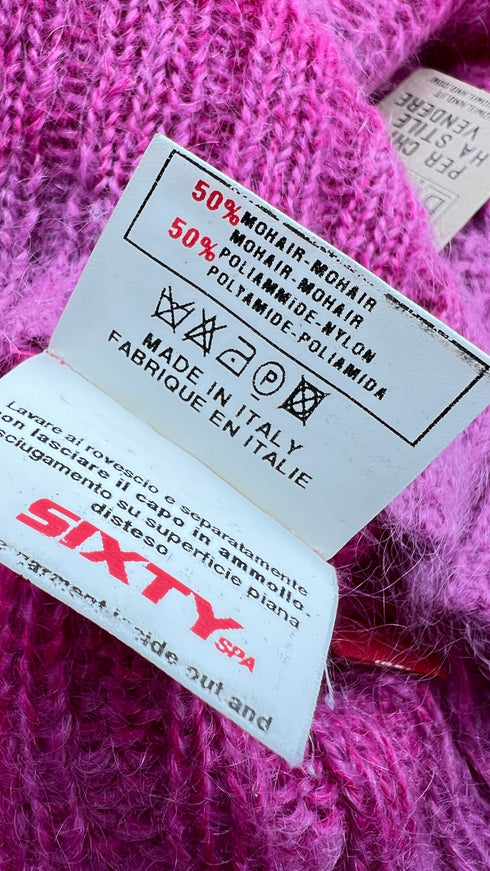 50% MOHAIR-MOHAIR
MOHAIR-MOHAIR
50% POLIAMMIDE-NYLON
POLYAMIDE-POLIAMIDA
P
MADE IN ITALY
FABRIQUE EN ITALIE
Lavare al rovescio e separatamente
non lasciare il capo in ammollo-
sciugamento su superficie piana
disteso
SIXTY SPA
garment inside out and
PER CHI
HA STILE
VENDERE